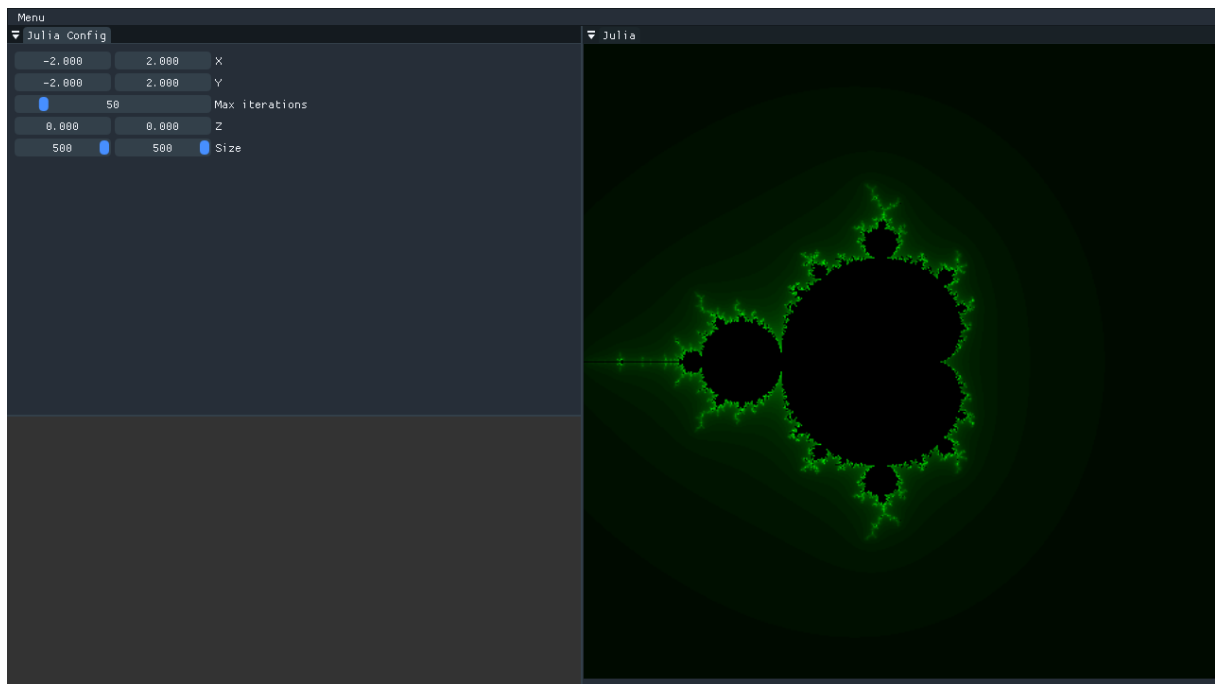 Menu
Julia Config
-2.000 2.000 X
-2.000 2.000 Y
50 Max iterations
0.000 0.000 Z
500 500 Size
Julia